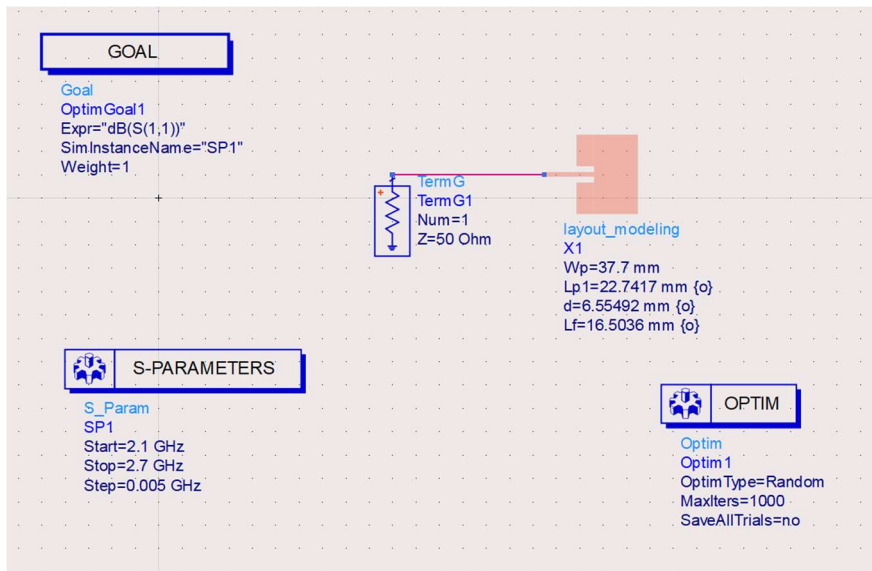 GOAL
Goal
OptimGoal1
Expr="dB(S(1,1))"
SimInstanceName="SP1"
Weight=1
+
TermG
TermG1
Num=1
Z=50 Ohm
layout_modeling
X1
Wp=37.7 mm
Lp1=22.7417 mm {o}
d=6.55492 mm {o}
Lf=16.5036 mm {o}
S-PARAMETERS
S_Param
SP1
Start=2.1 GHz
Stop=2.7 GHz
Step=0.005 GHz
OPTIM
Optim
Optim1
OptimType=Random
MaxIters=1000
SaveAllTrials=no